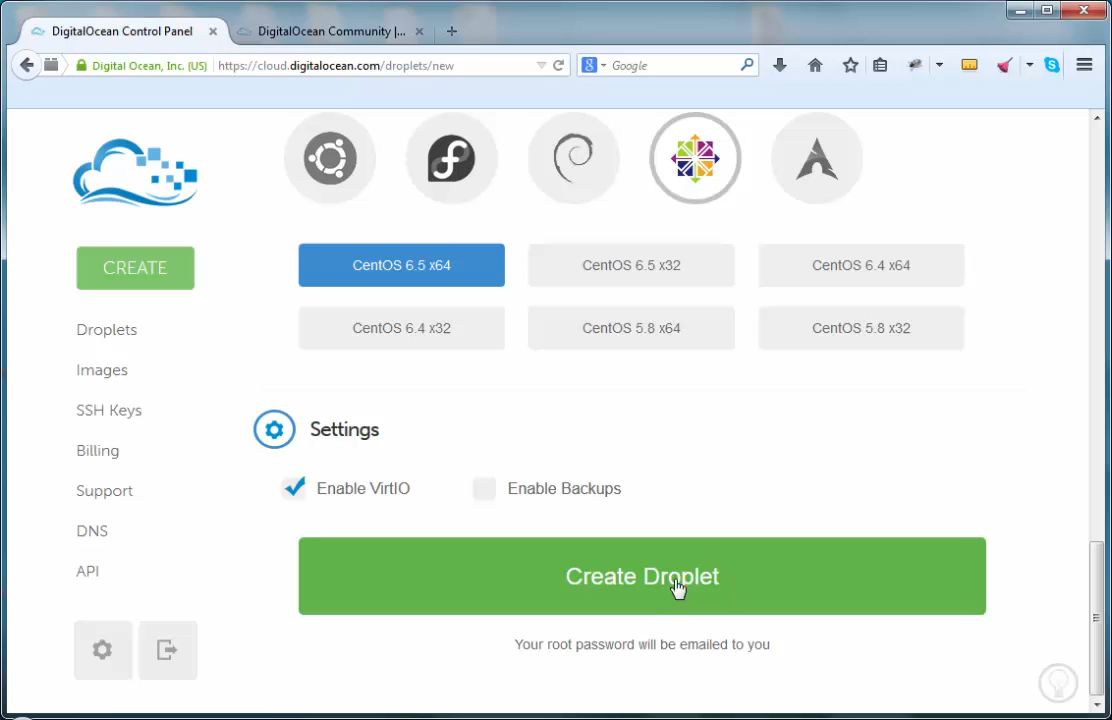 DigitalOcean Control Panel
DigitalOcean Community |...
Digital Ocean, Inc. (US)
https://cloud.digitalocean.com/droplets/new
Google
CREATE
Droplets
Images
SSH Keys
Billing
Support
DNS
API
CentOS 6.5 x64
CentOS 6.5 x32
CentOS 6.4 x64
CentOS 6.4 x32
CentOS 5.8 x64
CentOS 5.8 x32
Settings
Enable VirtIO
Enable Backups
Create Droplet
Your root password will be emailed to you